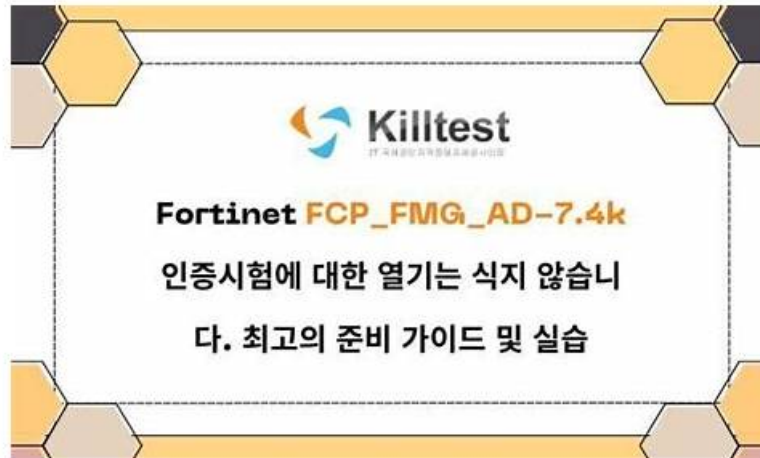 Killtest
Fortinet FCP_FMG_AD-7.4k
인증시험에 대한 열기는 식지 않습니
다. 최고의 준비 가이드 및 실습